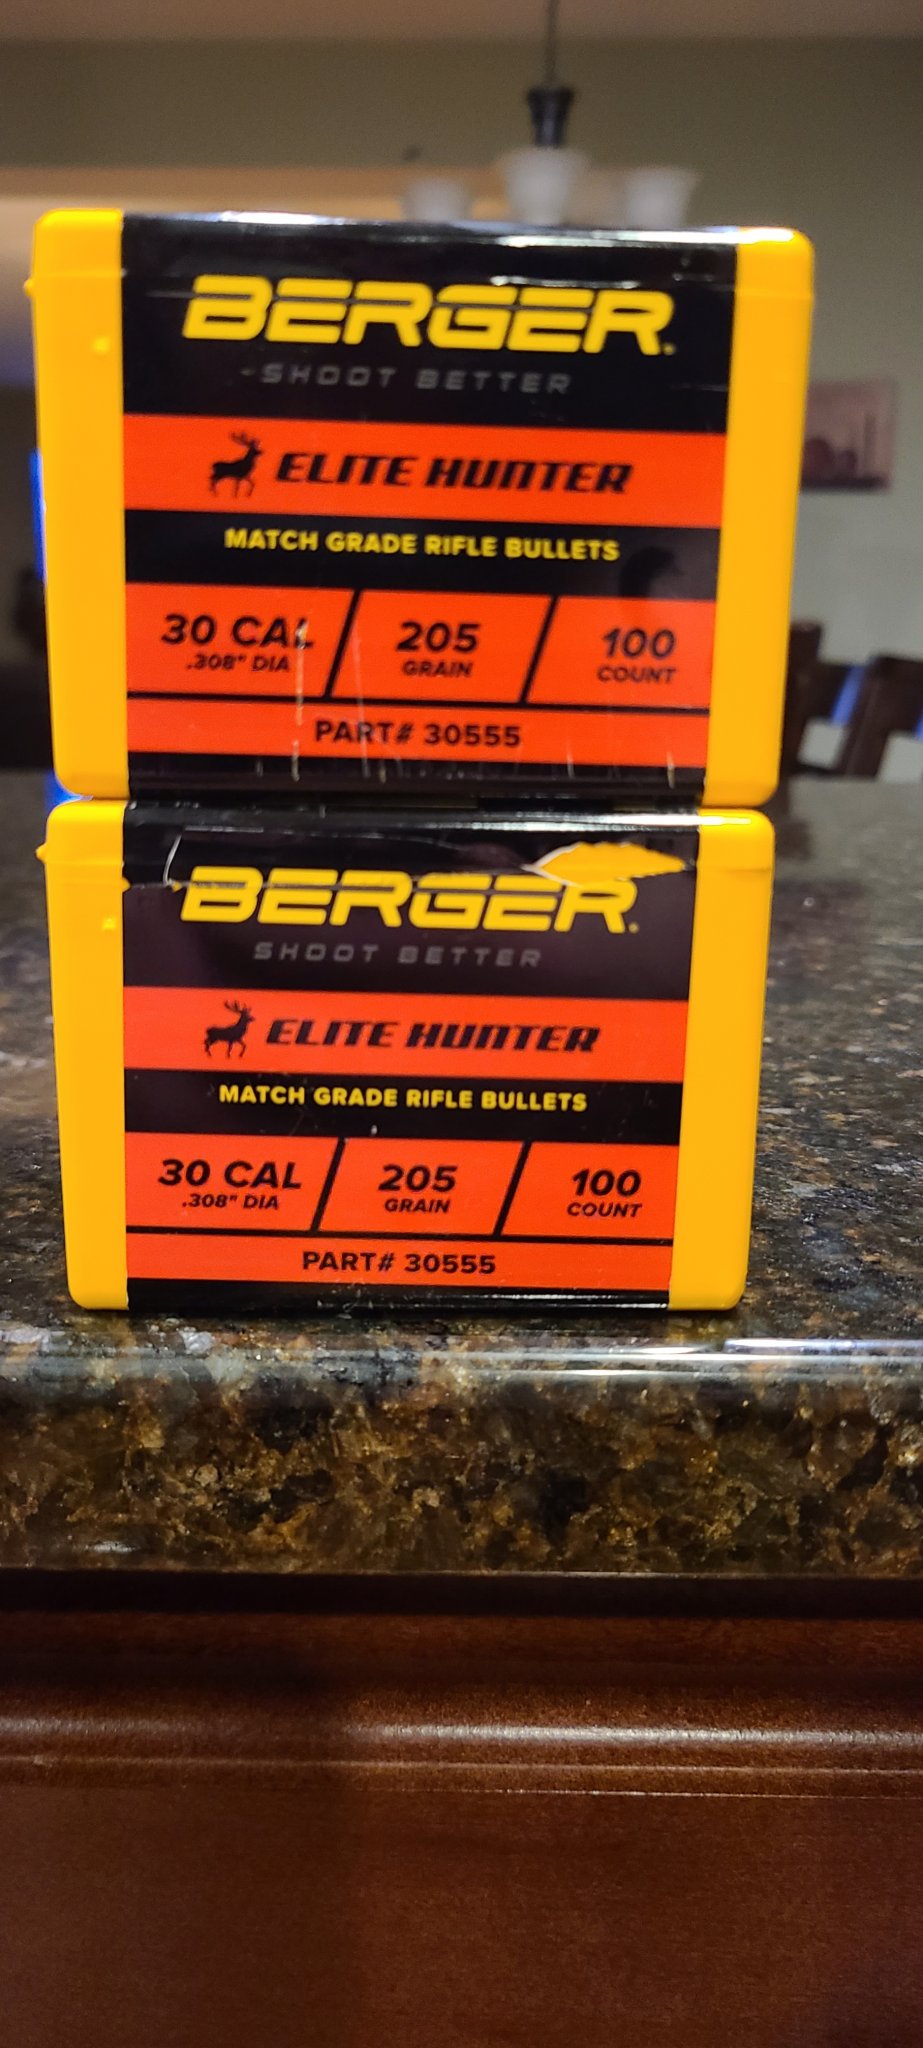 BERGER.
SHOOT BETTER
ELITE HUNTER
MATCH GRADE RIFLE BULLETS
30 CAL 205 100
.308" DIA GRAIN COUNT
PART# 30555
BERGER.
SHOOT BETTER
ELITE HUNTER
MATCH GRADE RIFLE BULLETS
30 CAL 205 100
.308" DIA GRAIN COUNT
PART# 30555